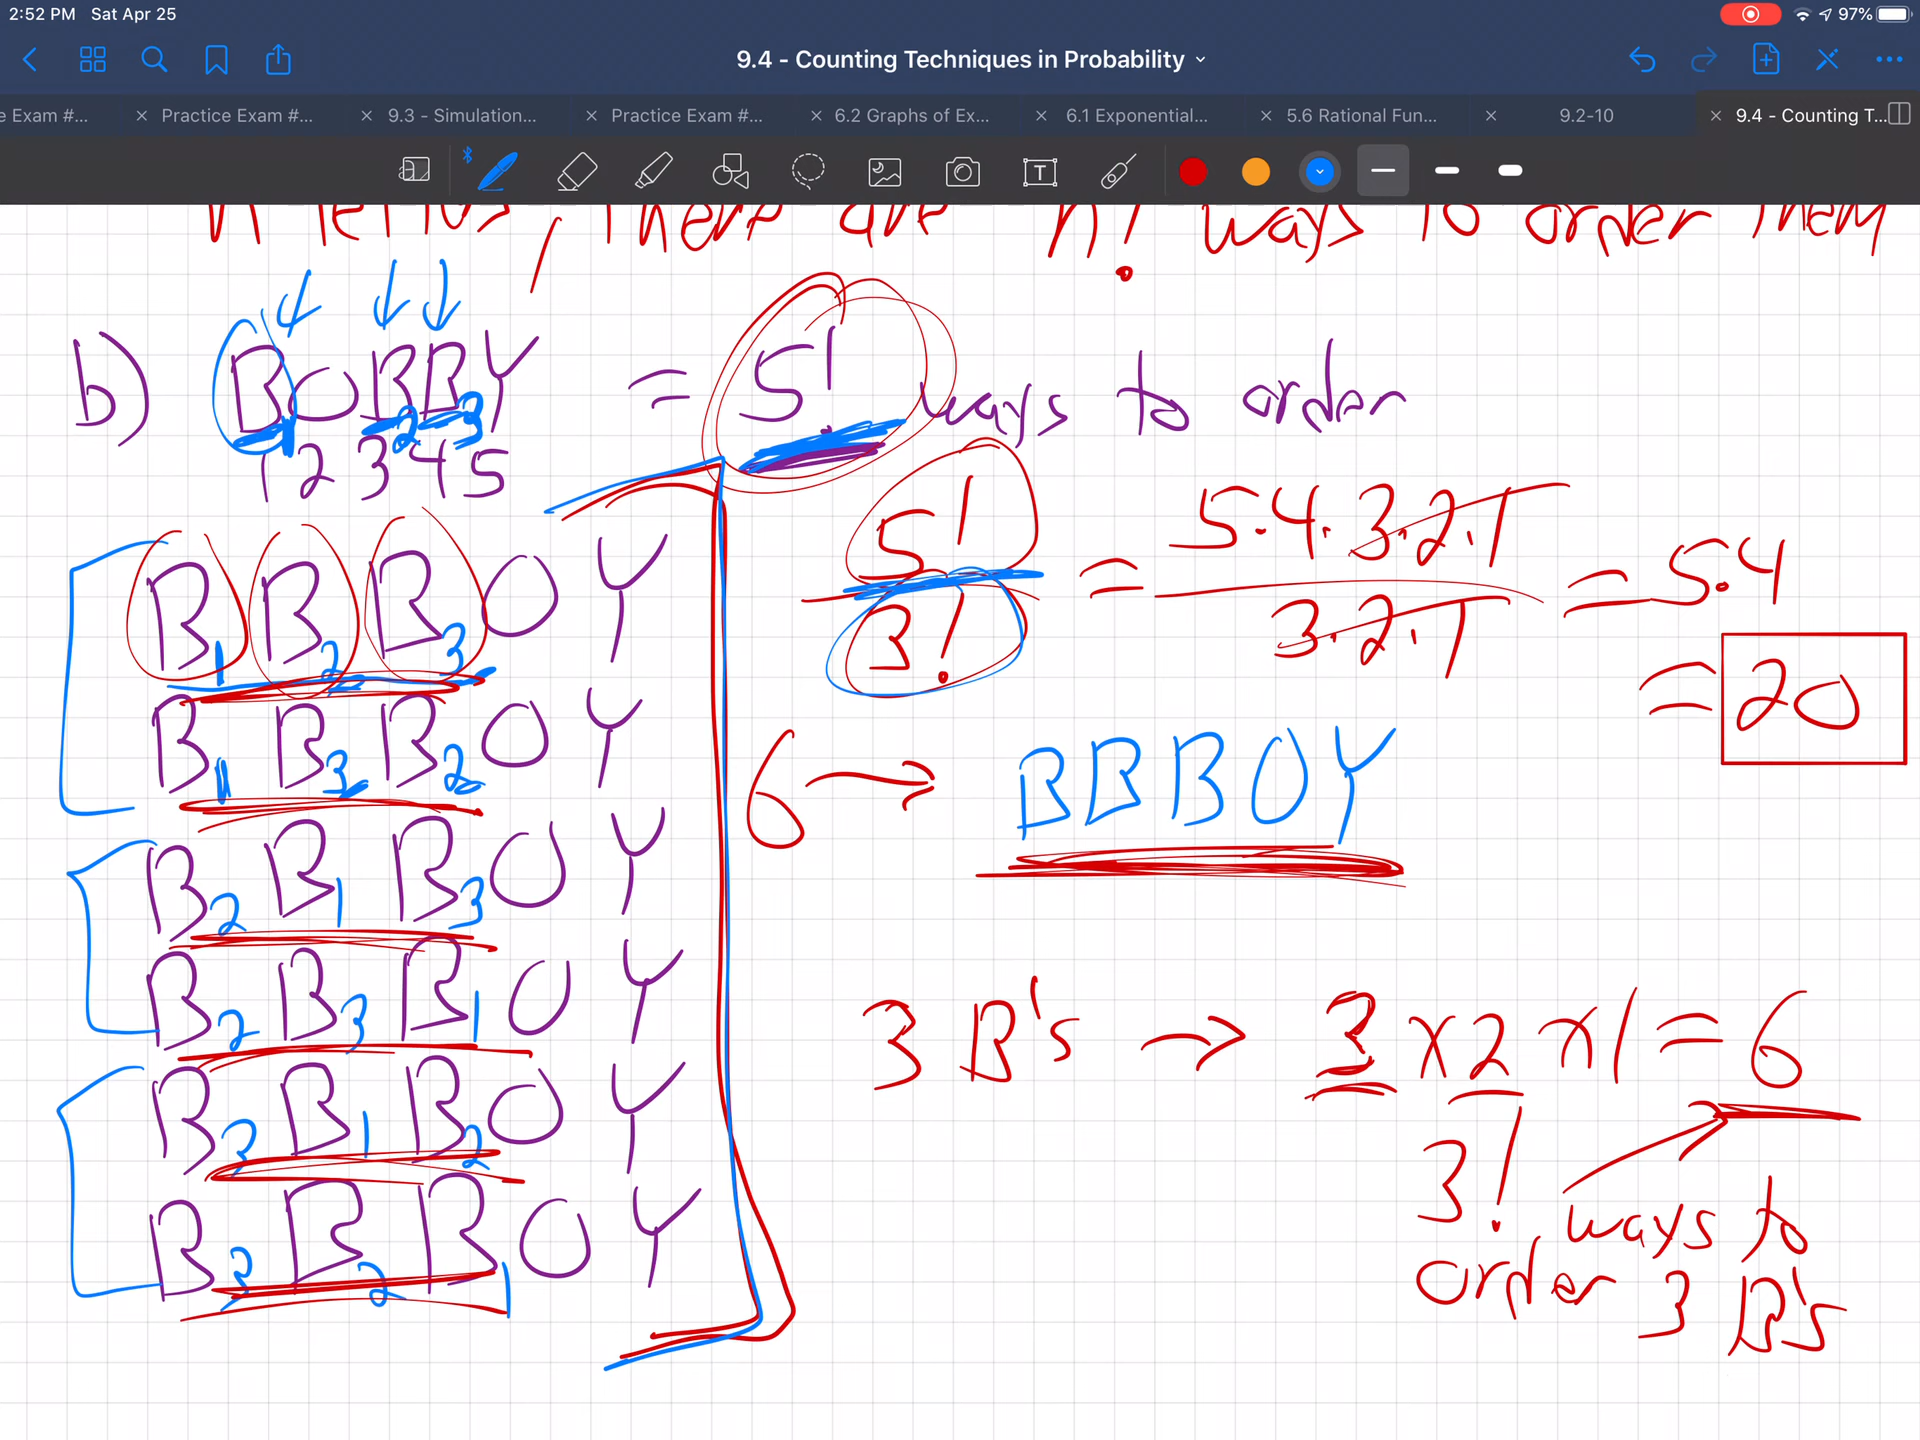 2:52 PM Sat Apr 25
97%
9.4 - Counting Techniques in Probability
e Exam #...
Practice Exam #...
9.3 - Simulation...
Practice Exam #...
6.2 Graphs of Ex...
6.1 Exponential...
5.6 Rational Fun...
9.2-10
9.4 - Counting T...
n items, there are n! ways to order them
b) B1OB2B3Y = 5! ways to order
1 2 3 4 5
5!/3! = 5·4·3·2·1/3·2·1 = 5·4
= 20
B1 B2 B3 O Y
B1 B3 B2 O Y
6 → BBBOY
B2 B1 B3 O Y
B2 B3 B1 O Y
3 B's → 3 x 2 x 1 = 6
B3 B1 B2 O Y
3! ways to
order 3 B's
B3 B2 B1 O Y